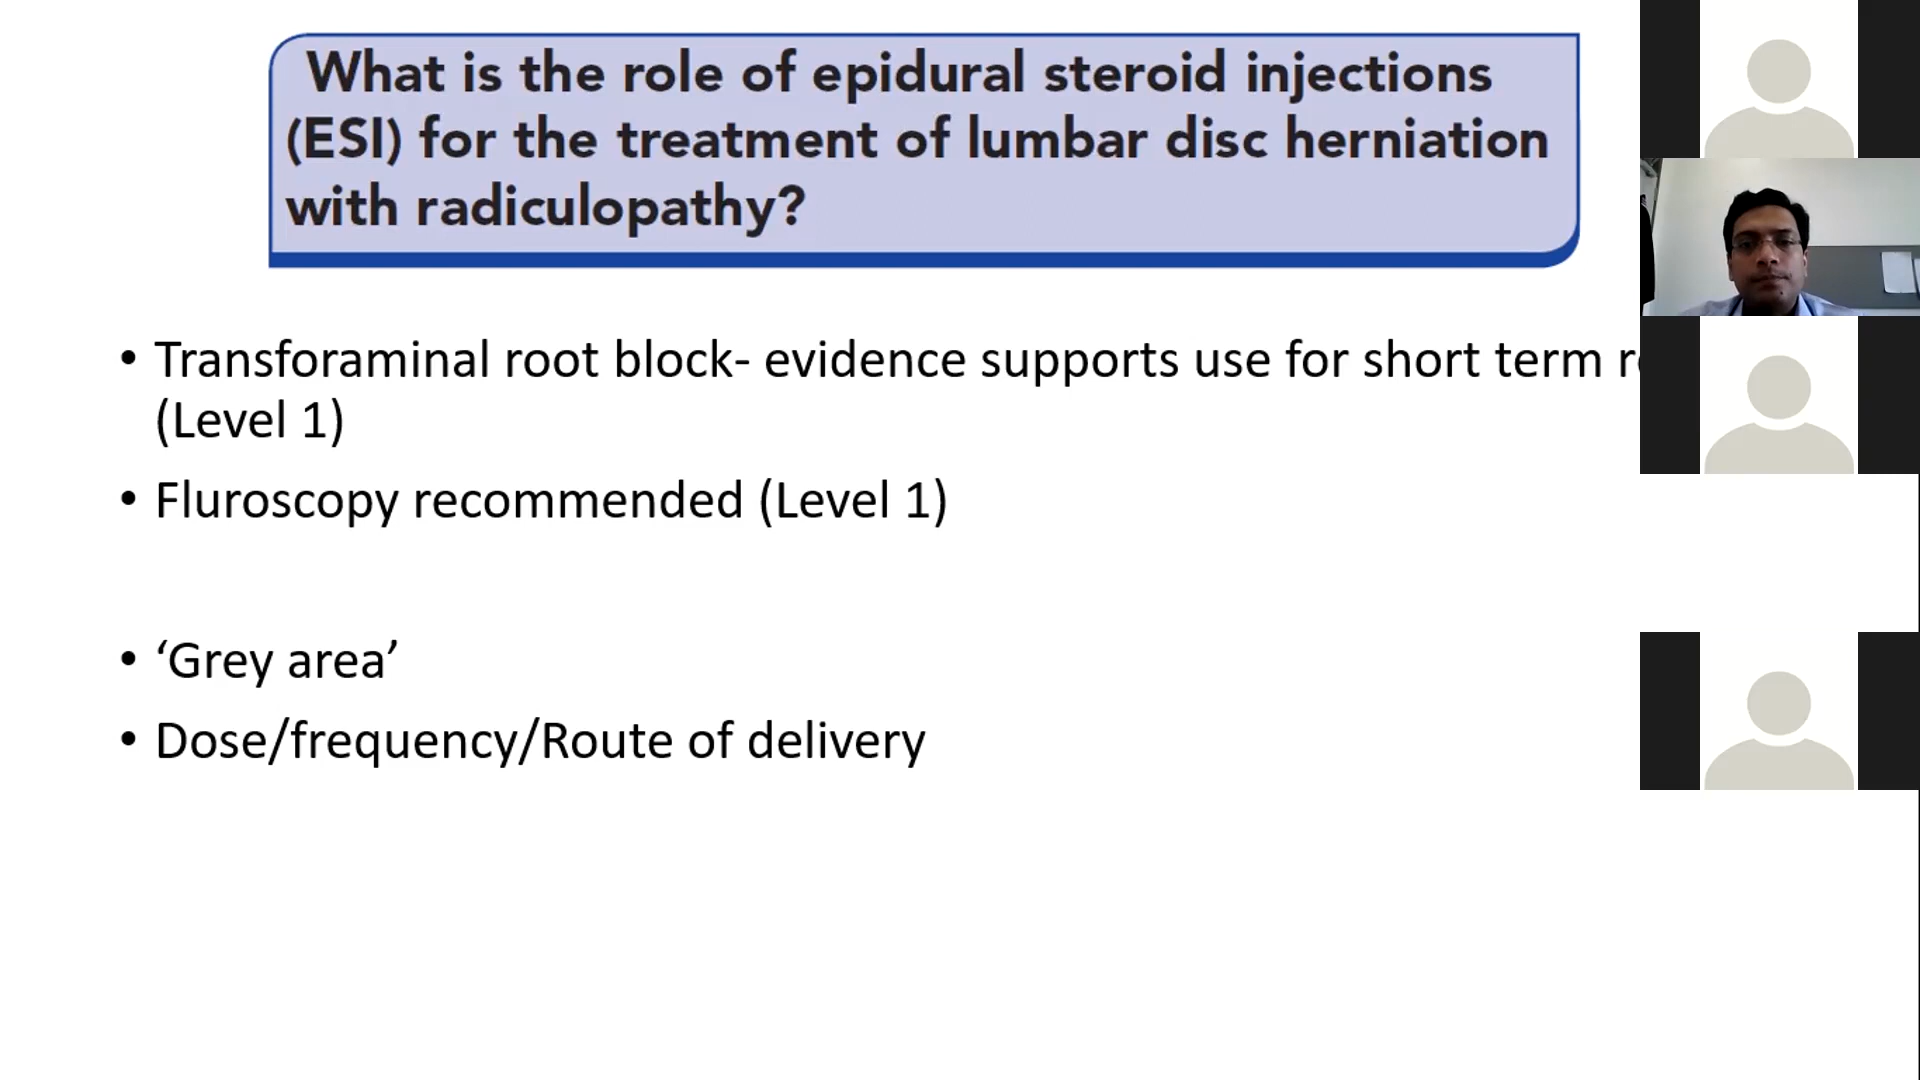 What is the role of epidural steroid injections
(ESI) for the treatment of lumbar disc herniation
with radiculopathy?
• Transforaminal root block- evidence supports use for short term
(Level 1)
• Fluroscopy recommended (Level 1)
• ‘Grey area’
• Dose/frequency/Route of delivery